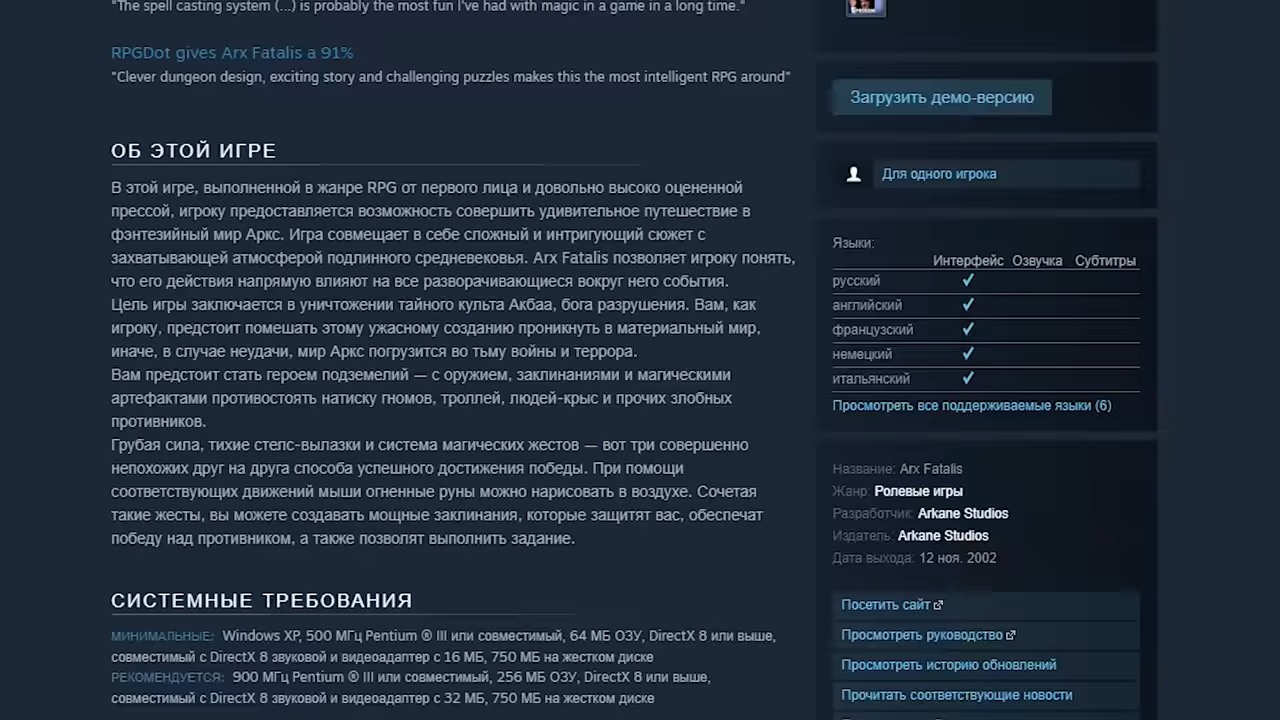 "The spell casting system (...) is probably the most fun I've had with magic in a game in a long time."
RPGDot gives Arx Fatalis a 91%
"Clever dungeon design, exciting story and challenging puzzles makes this the most intelligent RPG around"
ОБ ЭТОЙ ИГРЕ
В этой игре, выполненной в жанре RPG от первого лица и довольно высоко оцененной
прессой, игроку предоставляется возможность совершить удивительное путешествие в
фэнтезийный мир Аркс. Игра совмещает в себе сложный и интригующий сюжет с
захватывающей атмосферой подлинного средневековья. Arx Fatalis позволяет игроку понять,
что его действия напрямую влияют на все разворачивающиеся вокруг него события.
Цель игры заключается в уничтожении тайного культа Акбаа, бога разрушения. Вам, как
игроку, предстоит помешать этому ужасному созданию проникнуть в материальный мир,
иначе, в случае неудачи, мир Аркс погрузится во тьму войны и террора.
Вам предстоит стать героем подземелий — с оружием, заклинаниями и магическими
артефактами противостоять натиску гномов, троллей, людей-крыс и прочих злобных
противников.
Грубая сила, тихие стелс-вылазки и система магических жестов — вот три совершенно
непохожих друг на друга способа успешного достижения победы. При помощи
соответствующих движений мыши огненные руны можно нарисовать в воздухе. Сочетая
такие жесты, вы можете создавать мощные заклинания, которые защитят вас, обеспечат
победу над противником, а также позволят выполнить задание.
СИСТЕМНЫЕ ТРЕБОВАНИЯ
МИНИМАЛЬНЫЕ: Windows XP, 500 МГц Pentium ® III или совместимый, 64 МБ ОЗУ, DirectX 8 или выше,
совместимый с DirectX 8 звуковой и видеоадаптер с 16 МБ, 750 МБ на жестком диске
РЕКОМЕНДУЕТСЯ: 900 МГц Pentium ® III или совместимый, 256 МБ ОЗУ, DirectX 8 или выше,
совместимый с DirectX 8 звуковой и видеоадаптер с 32 МБ, 750 МБ на жестком диске
Загрузить демо-версию
Для одного игрока
Языки:
Интерфейс Озвучка Субтитры
русский ✓
английский ✓
французский ✓
немецкий ✓
итальянский ✓
Просмотреть все поддерживаемые языки (6)
Название: Arx Fatalis
Жанр: Ролевые игры
Разработчик: Arkane Studios
Издатель: Arkane Studios
Дата выхода: 12 ноя. 2002
Посетить сайт
Просмотреть руководство
Просмотреть историю обновлений
Прочитать соответствующие новости